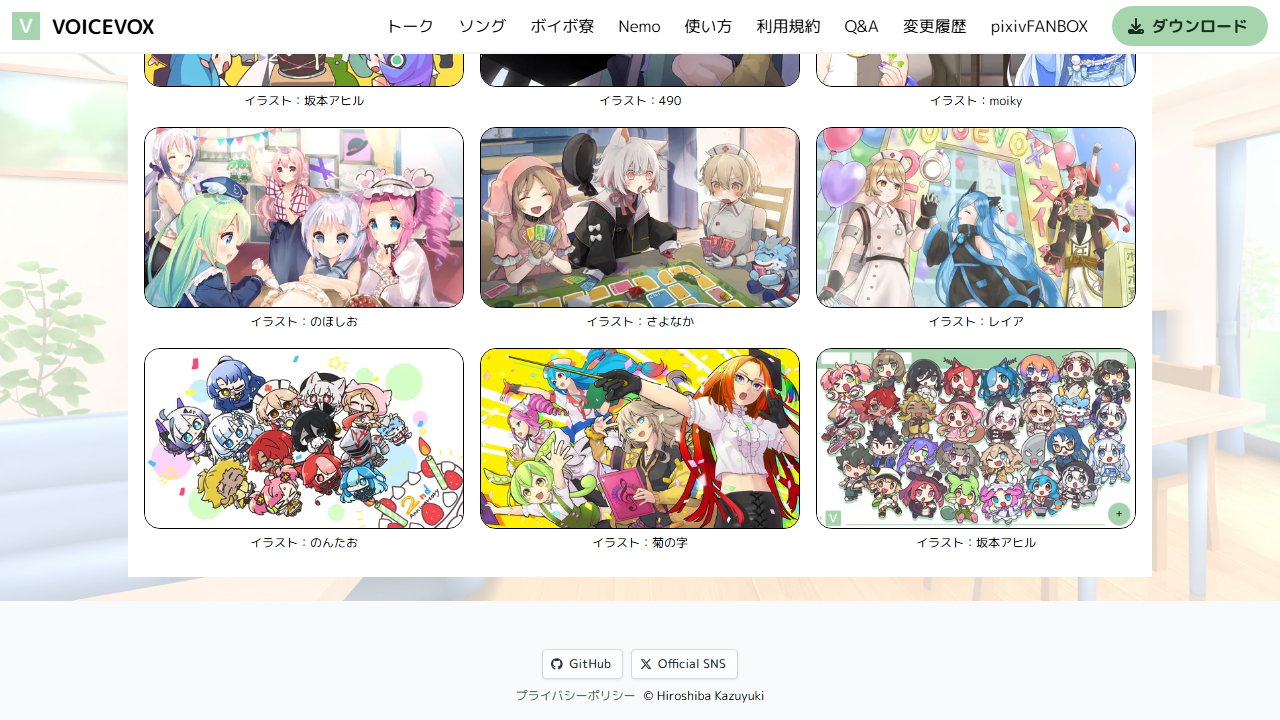 V VOICEVOX トーク ソング ボイボ寮 Nemo 使い方 利用規約 Q&A 変更履歴 pixivFANBOX ダウンロード
イラスト：坂本アヒル イラスト：490 イラスト：moiky
VOICEVOX
イラスト：のほしお イラスト：さよなか イラスト：レイア
2nd
V +
イラスト：のんたお イラスト：菊の字 イラスト：坂本アヒル
GitHub Official SNS
プライバシーポリシー © Hiroshiba Kazuyuki